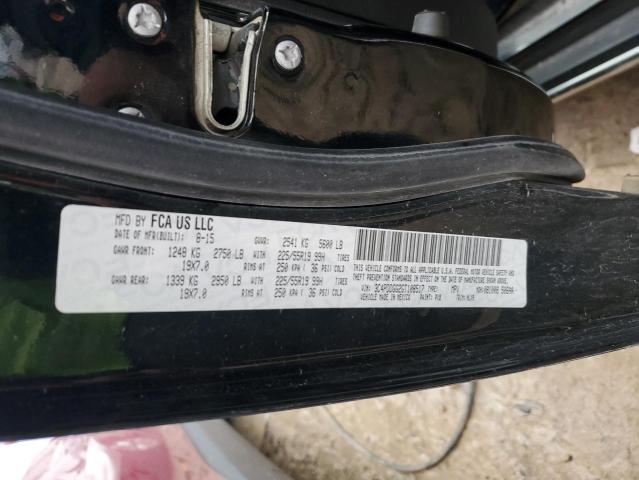 MFD BY FCA US LLC
DATE OF MFR(BUILT): 8-15 GVWR: 2541 KG 5600 LB
GAWR FRONT: 1248 KG 2750 LB WITH 225/55R19 99H TIRES
19X7.0 RIMS AT 250 KPA ( 36 PSI) COLD
GAWR REAR: 1339 KG 2950 LB WITH 225/55R19 99H TIRES
19X7.0 RIMS AT 250 KPA ( 36 PSI) COLD
THIS VEHICLE CONFORMS TO ALL APPLICABLE U.S.A. FEDERAL MOTOR VEHICLE SAFETY AND
THEFT PREVENTION STANDARDS IN EFFECT ON THE DATE OF MANUFACTURE SHOWN ABOVE.
VIN: TYPE: MPV MDH:
VEHICLE MADE IN MEXICO PAINT: TRIM: